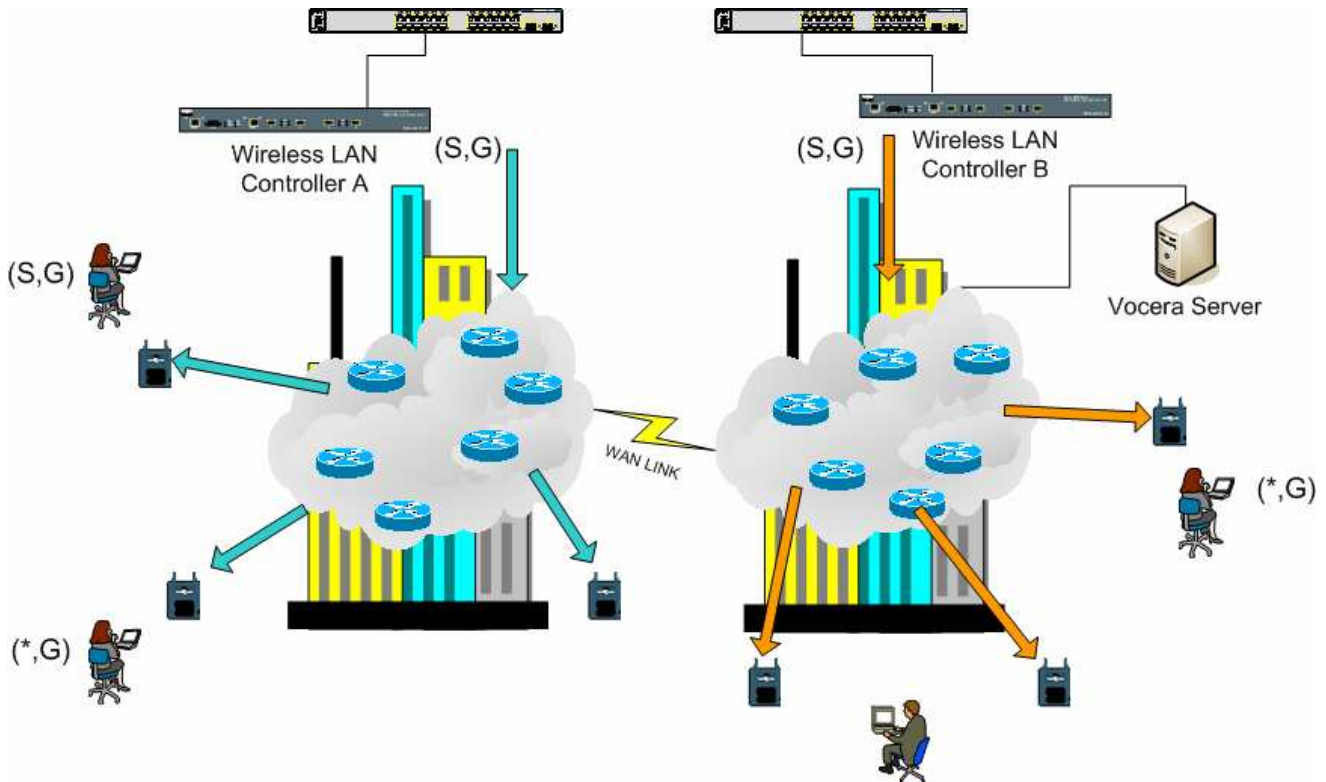 Wireless LAN
Controller A
(S,G)
(S,G)
Wireless LAN
Controller B
(S,G)
Vocera Server
WAN LINK
(*,G)
(*,G)